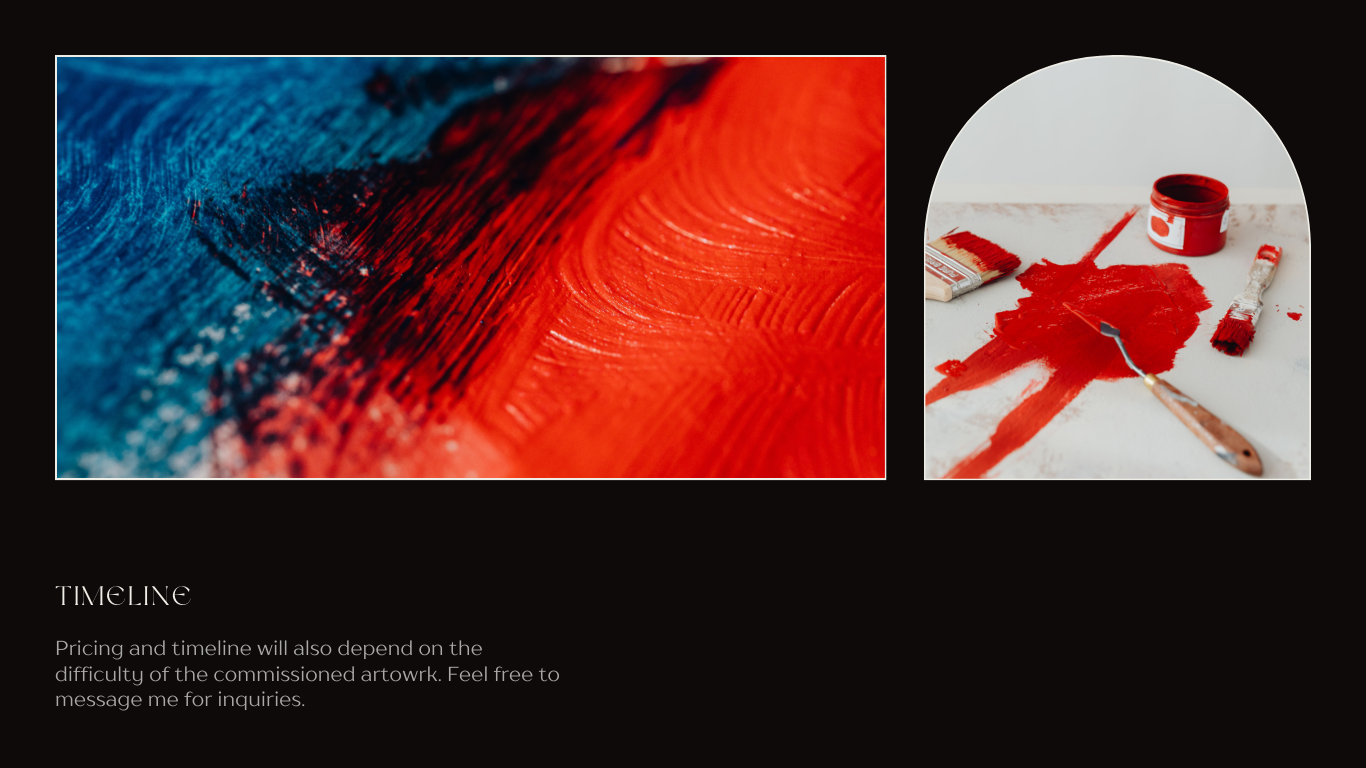 TIMELINE
Pricing and timeline will also depend on the
difficulty of the commissioned artowrk. Feel free to
message me for inquiries.